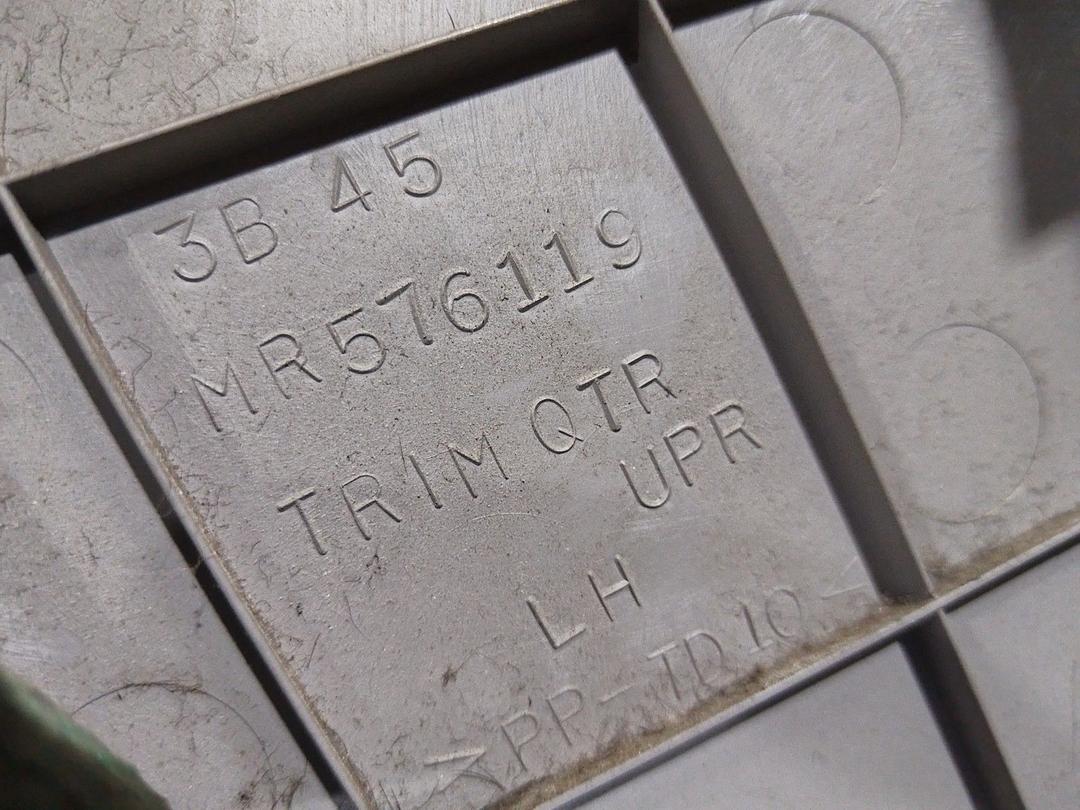 3B 45
MR576119
TRIM QTR
UPR
LH
>PP-TD10<